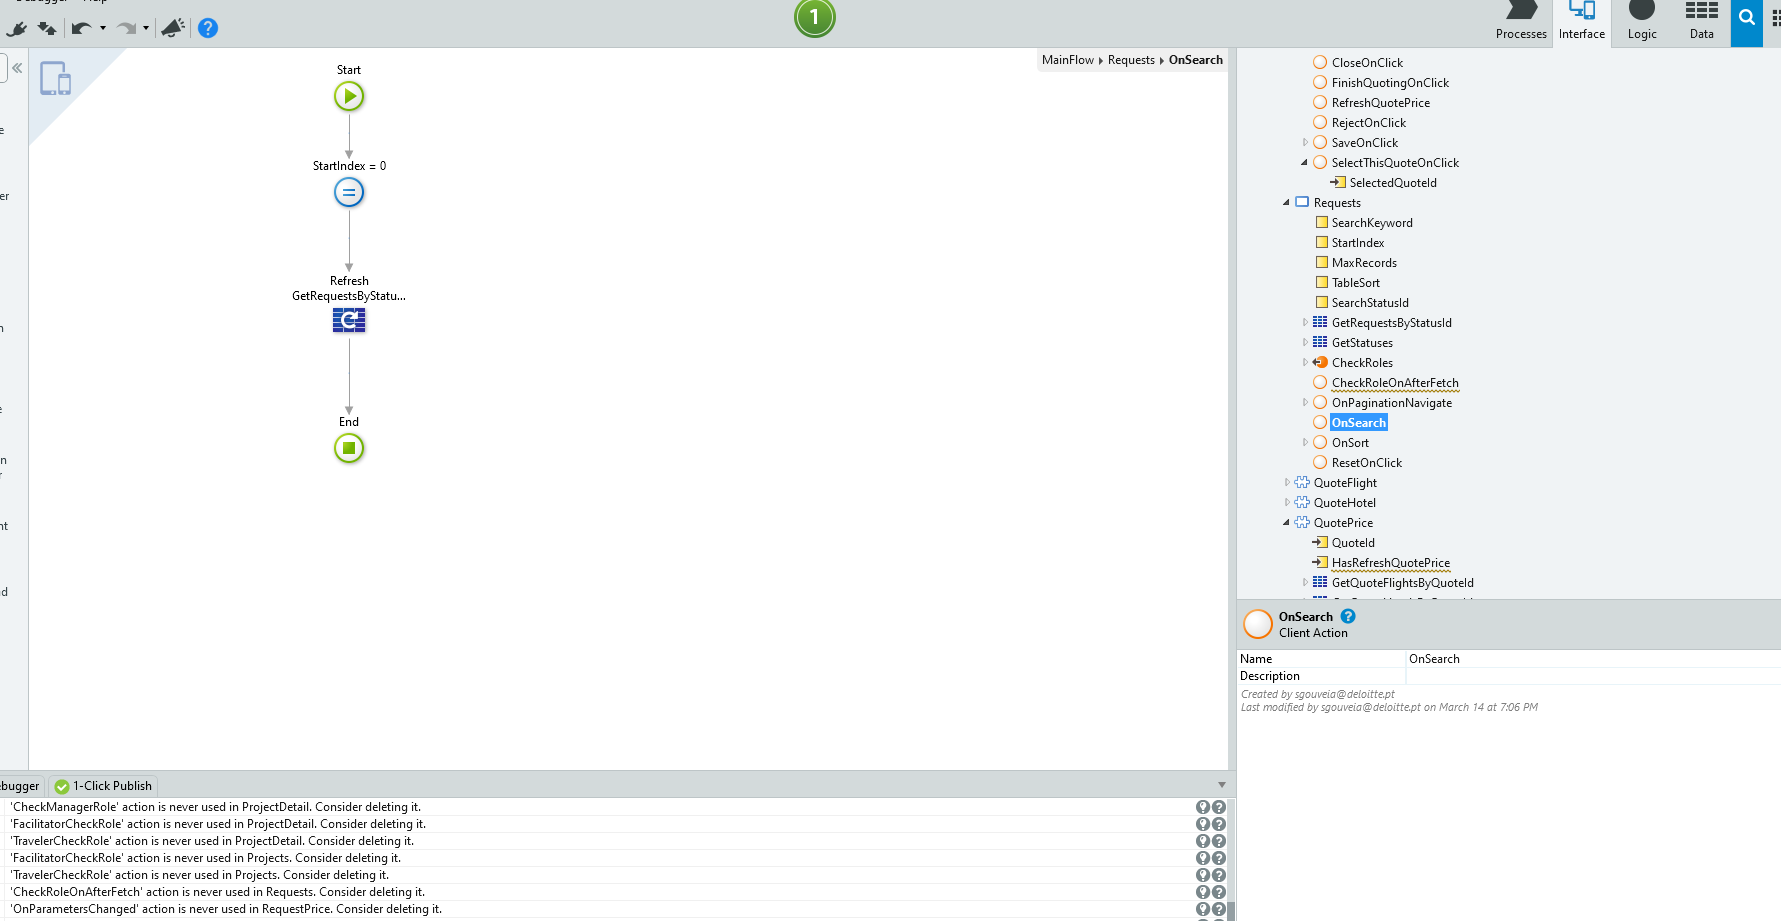 Processes
Interface
Logic
Data
1
MainFlow Requests OnSearch
Start
StartIndex = 0
Refresh
GetRequestsByStatu...
End
CloseOnClick
FinishQuotingOnClick
RefreshQuotePrice
RejectOnClick
SaveOnClick
SelectThisQuoteOnClick
SelectedQuoteId
Requests
SearchKeyword
StartIndex
MaxRecords
TableSort
SearchStatusId
GetRequestsByStatusId
GetStatuses
CheckRoles
CheckRoleOnAfterFetch
OnPaginationNavigate
OnSearch
OnSort
ResetOnClick
QuoteFlight
QuoteHotel
QuotePrice
QuoteId
HasRefreshQuotePrice
GetQuoteFlightsByQuoteId
OnSearch ?
Client Action
Name OnSearch
Description
Created by sgouveia@deloitte.pt
Last modified by sgouveia@deloitte.pt on March 14 at 7:06 PM
ebugger 1-Click Publish
'CheckManagerRole' action is never used in ProjectDetail. Consider deleting it.
'FacilitatorCheckRole' action is never used in ProjectDetail. Consider deleting it.
'TravelerCheckRole' action is never used in ProjectDetail. Consider deleting it.
'FacilitatorCheckRole' action is never used in Projects. Consider deleting it.
'TravelerCheckRole' action is never used in Projects. Consider deleting it.
'CheckRoleOnAfterFetch' action is never used in Requests. Consider deleting it.
'OnParametersChanged' action is never used in RequestPrice. Consider deleting it.